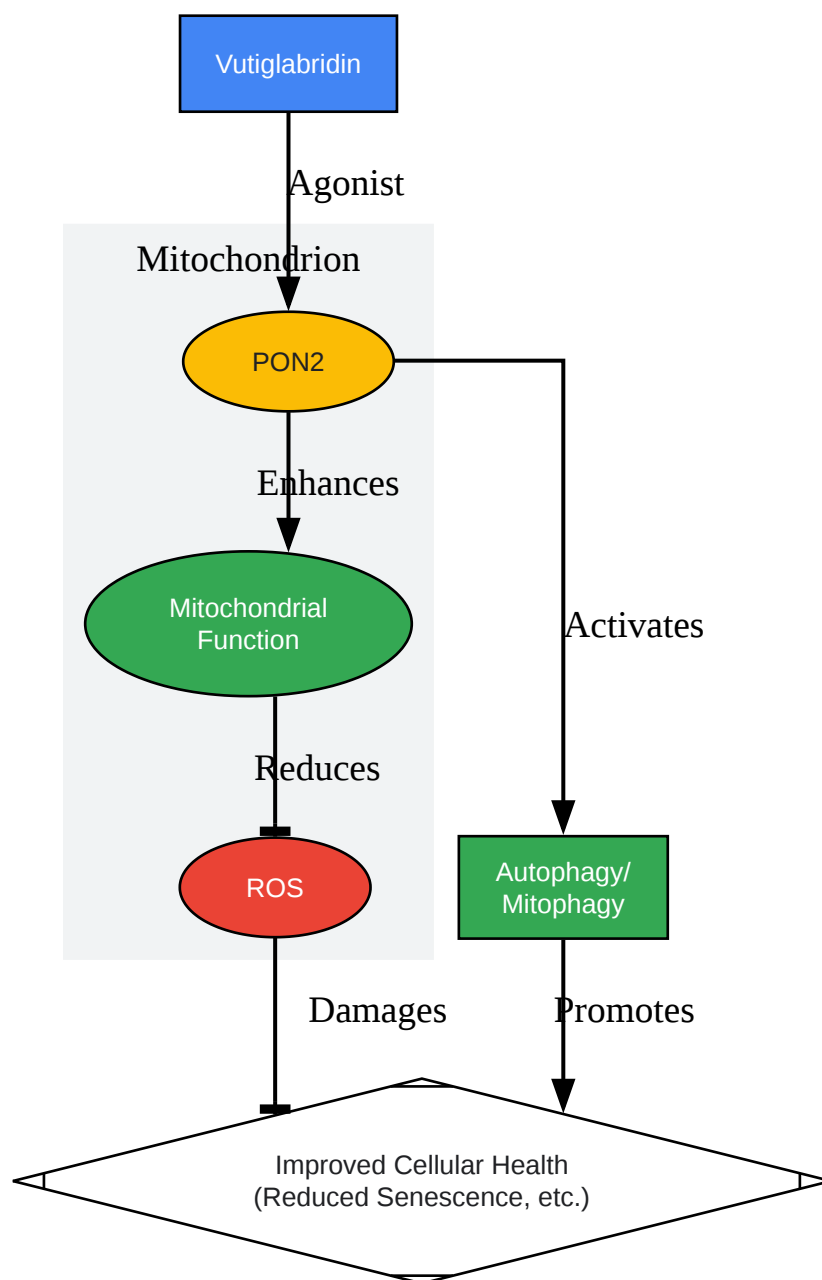 Vutiglabridin
Agonist
Mitochondrion
PON2
Enhances
Mitochondrial
Function
Activates
Reduces
Autophagy/
Mitophagy
ROS
Damages
Promotes
Improved Cellular Health
(Reduced Senescence, etc.)